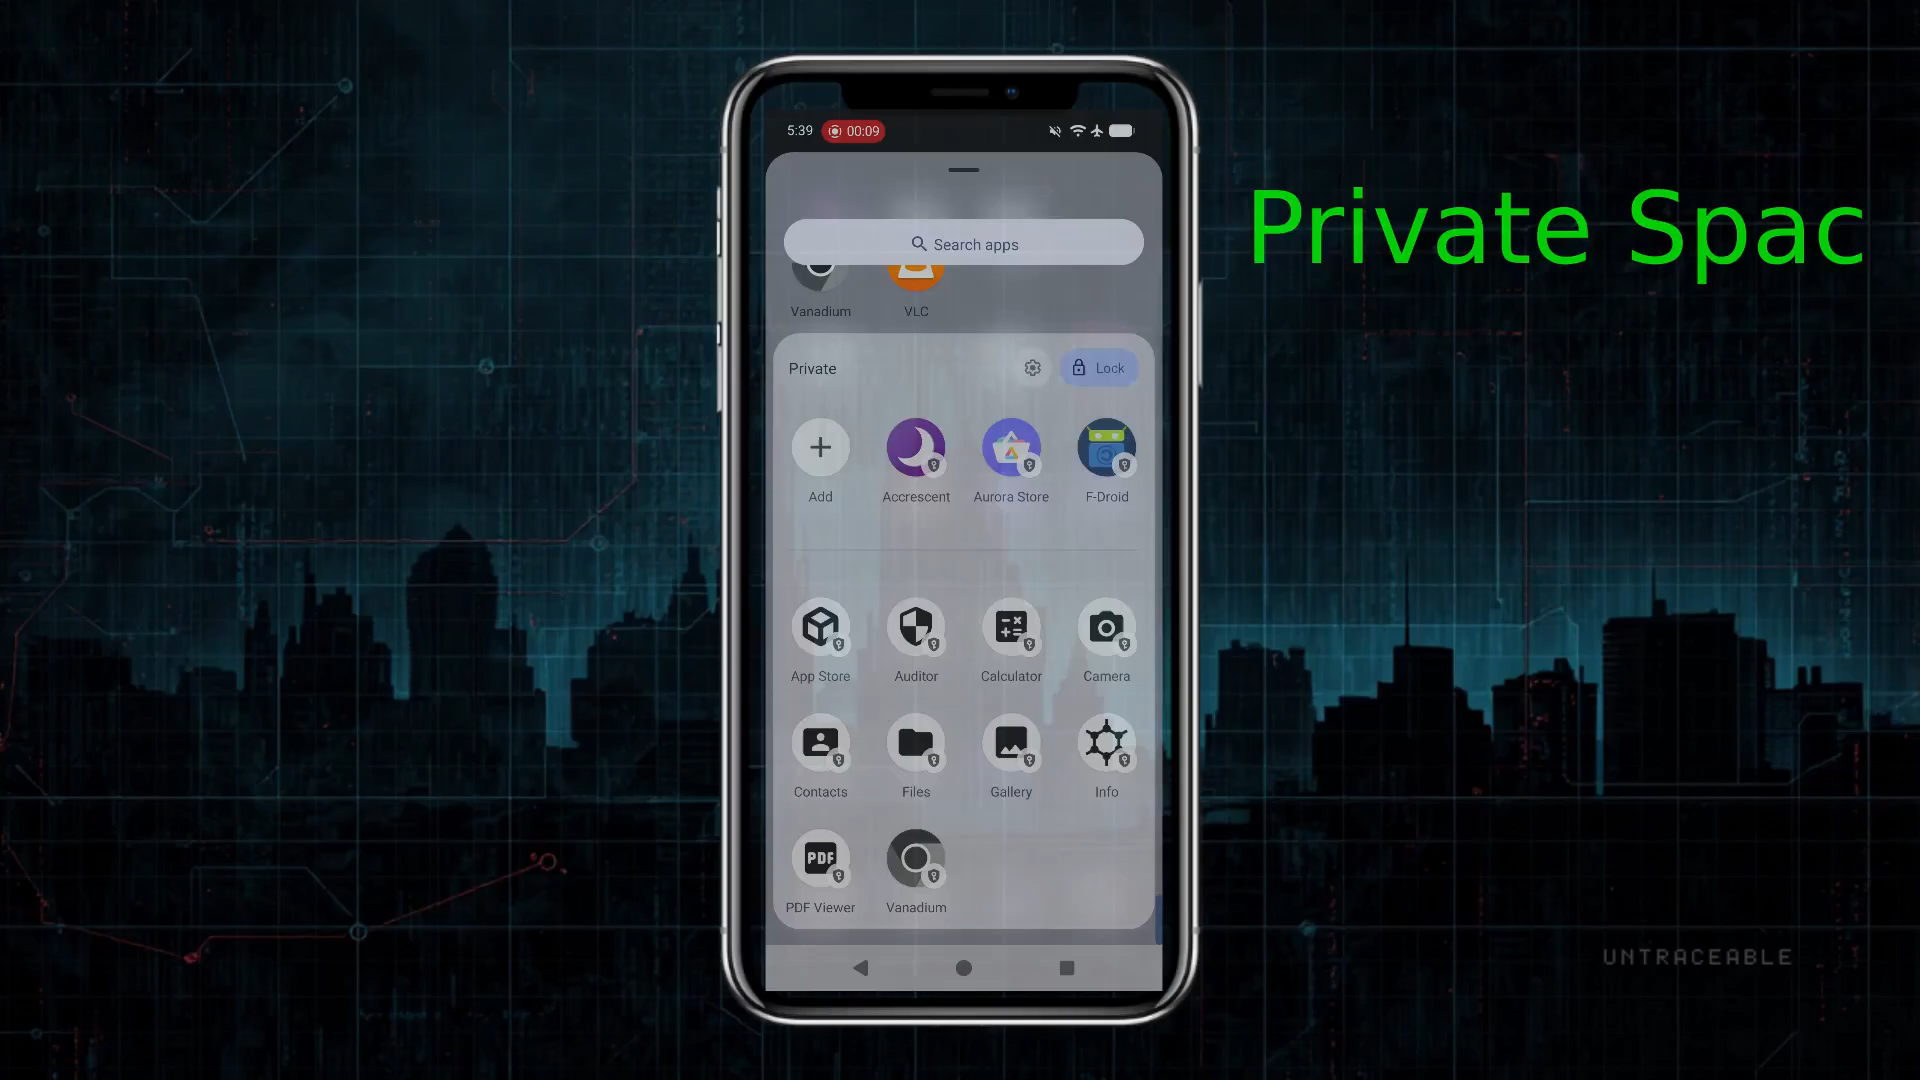 5:39 00:09
Private Spac
Search apps
Vanadium VLC
Private Lock
Add Accrescent Aurora Store F-Droid
App Store Auditor Calculator Camera
Contacts Files Gallery Info
PDF
PDF Viewer Vanadium
UNTRACEABLE